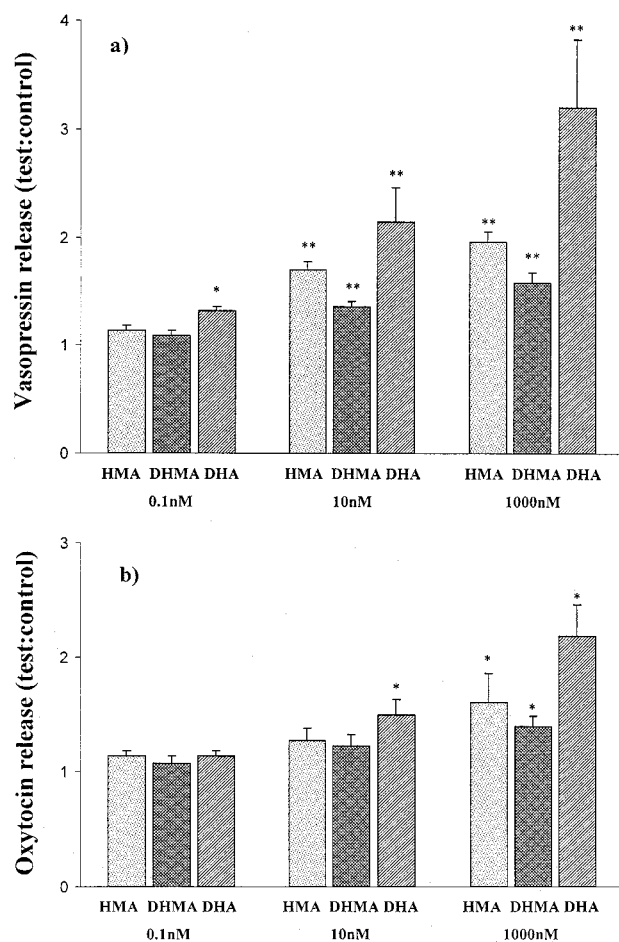 a)
Vasopressin release (test:control)
4
3
2
1
0
**
**
**
**
**
**
*
HMA DHMA DHA HMA DHMA DHA HMA DHMA DHA
0.1nM 10nM 1000nM
b)
Oxytocin release (test:control)
3
2
1
0
*
*
*
*
HMA DHMA DHA HMA DHMA DHA HMA DHMA DHA
0.1nM 10nM 1000nM